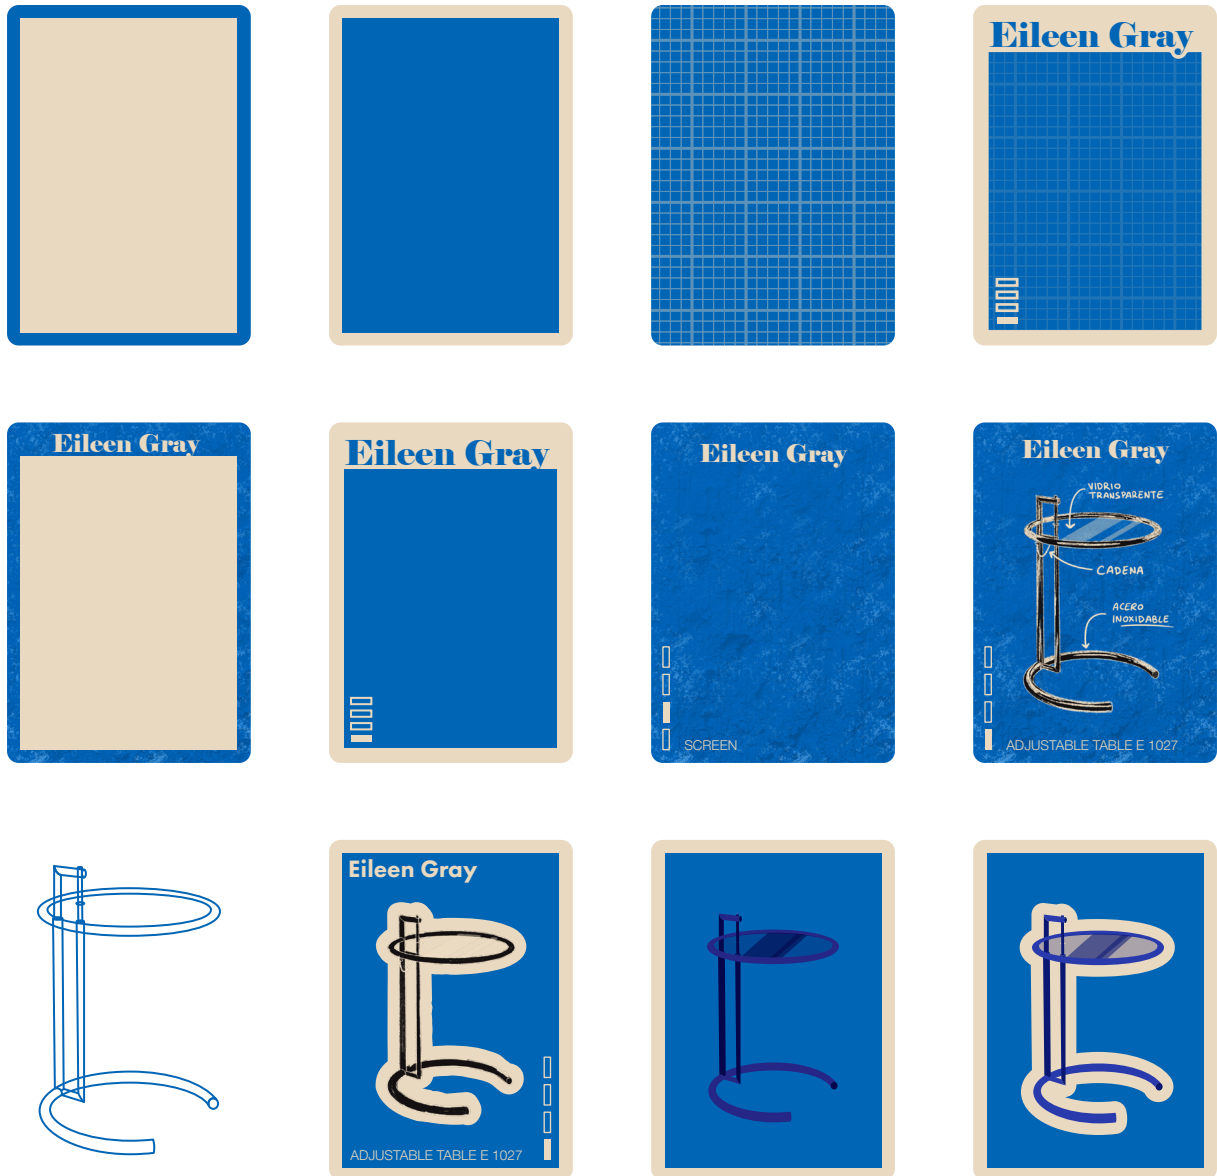 Eileen Gray
Eileen Gray
Eileen Gray
Eileen Gray
SCREEN
Eileen Gray
VIDRIO
TRANSPARENTE
CADENA
ACERO
INOXIDABLE
ADJUSTABLE TABLE E 1027
Eileen Gray
ADJUSTABLE TABLE E 1027